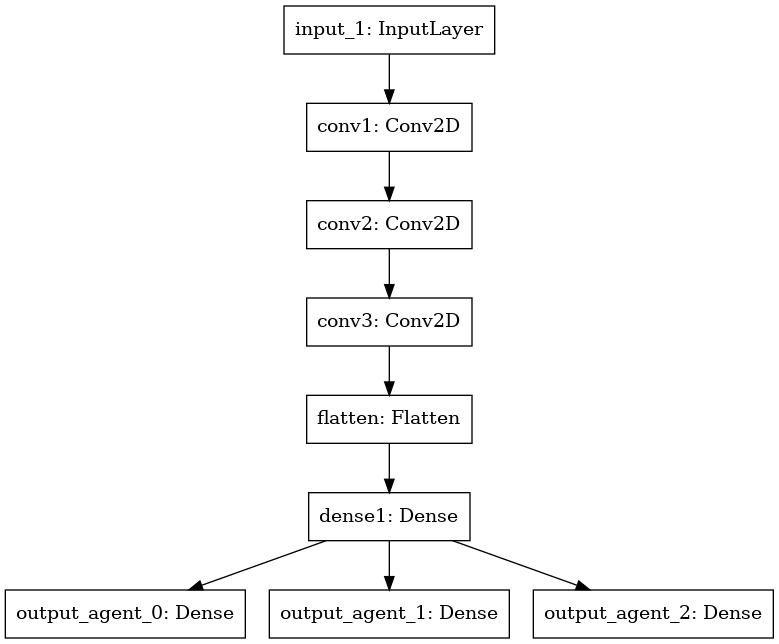 input_1: InputLayer
conv1: Conv2D
conv2: Conv2D
conv3: Conv2D
flatten: Flatten
dense1: Dense
output_agent_0: Dense
output_agent_1: Dense
output_agent_2: Dense